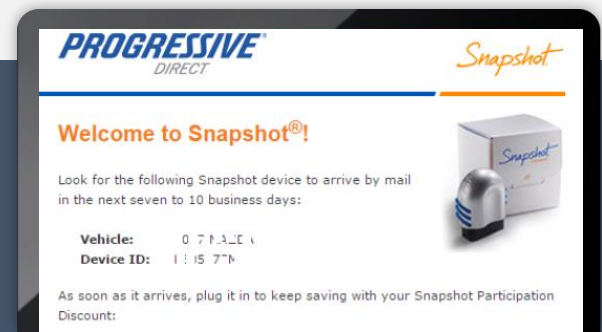 PROGRESSIVE®
DIRECT
Snapshot
Welcome to Snapshot®!
Look for the following Snapshot device to arrive by mail
in the next seven to 10 business days:
Snapshot
Vehicle:
Device ID:
As soon as it arrives, plug it in to keep saving with your Snapshot Participation
Discount: